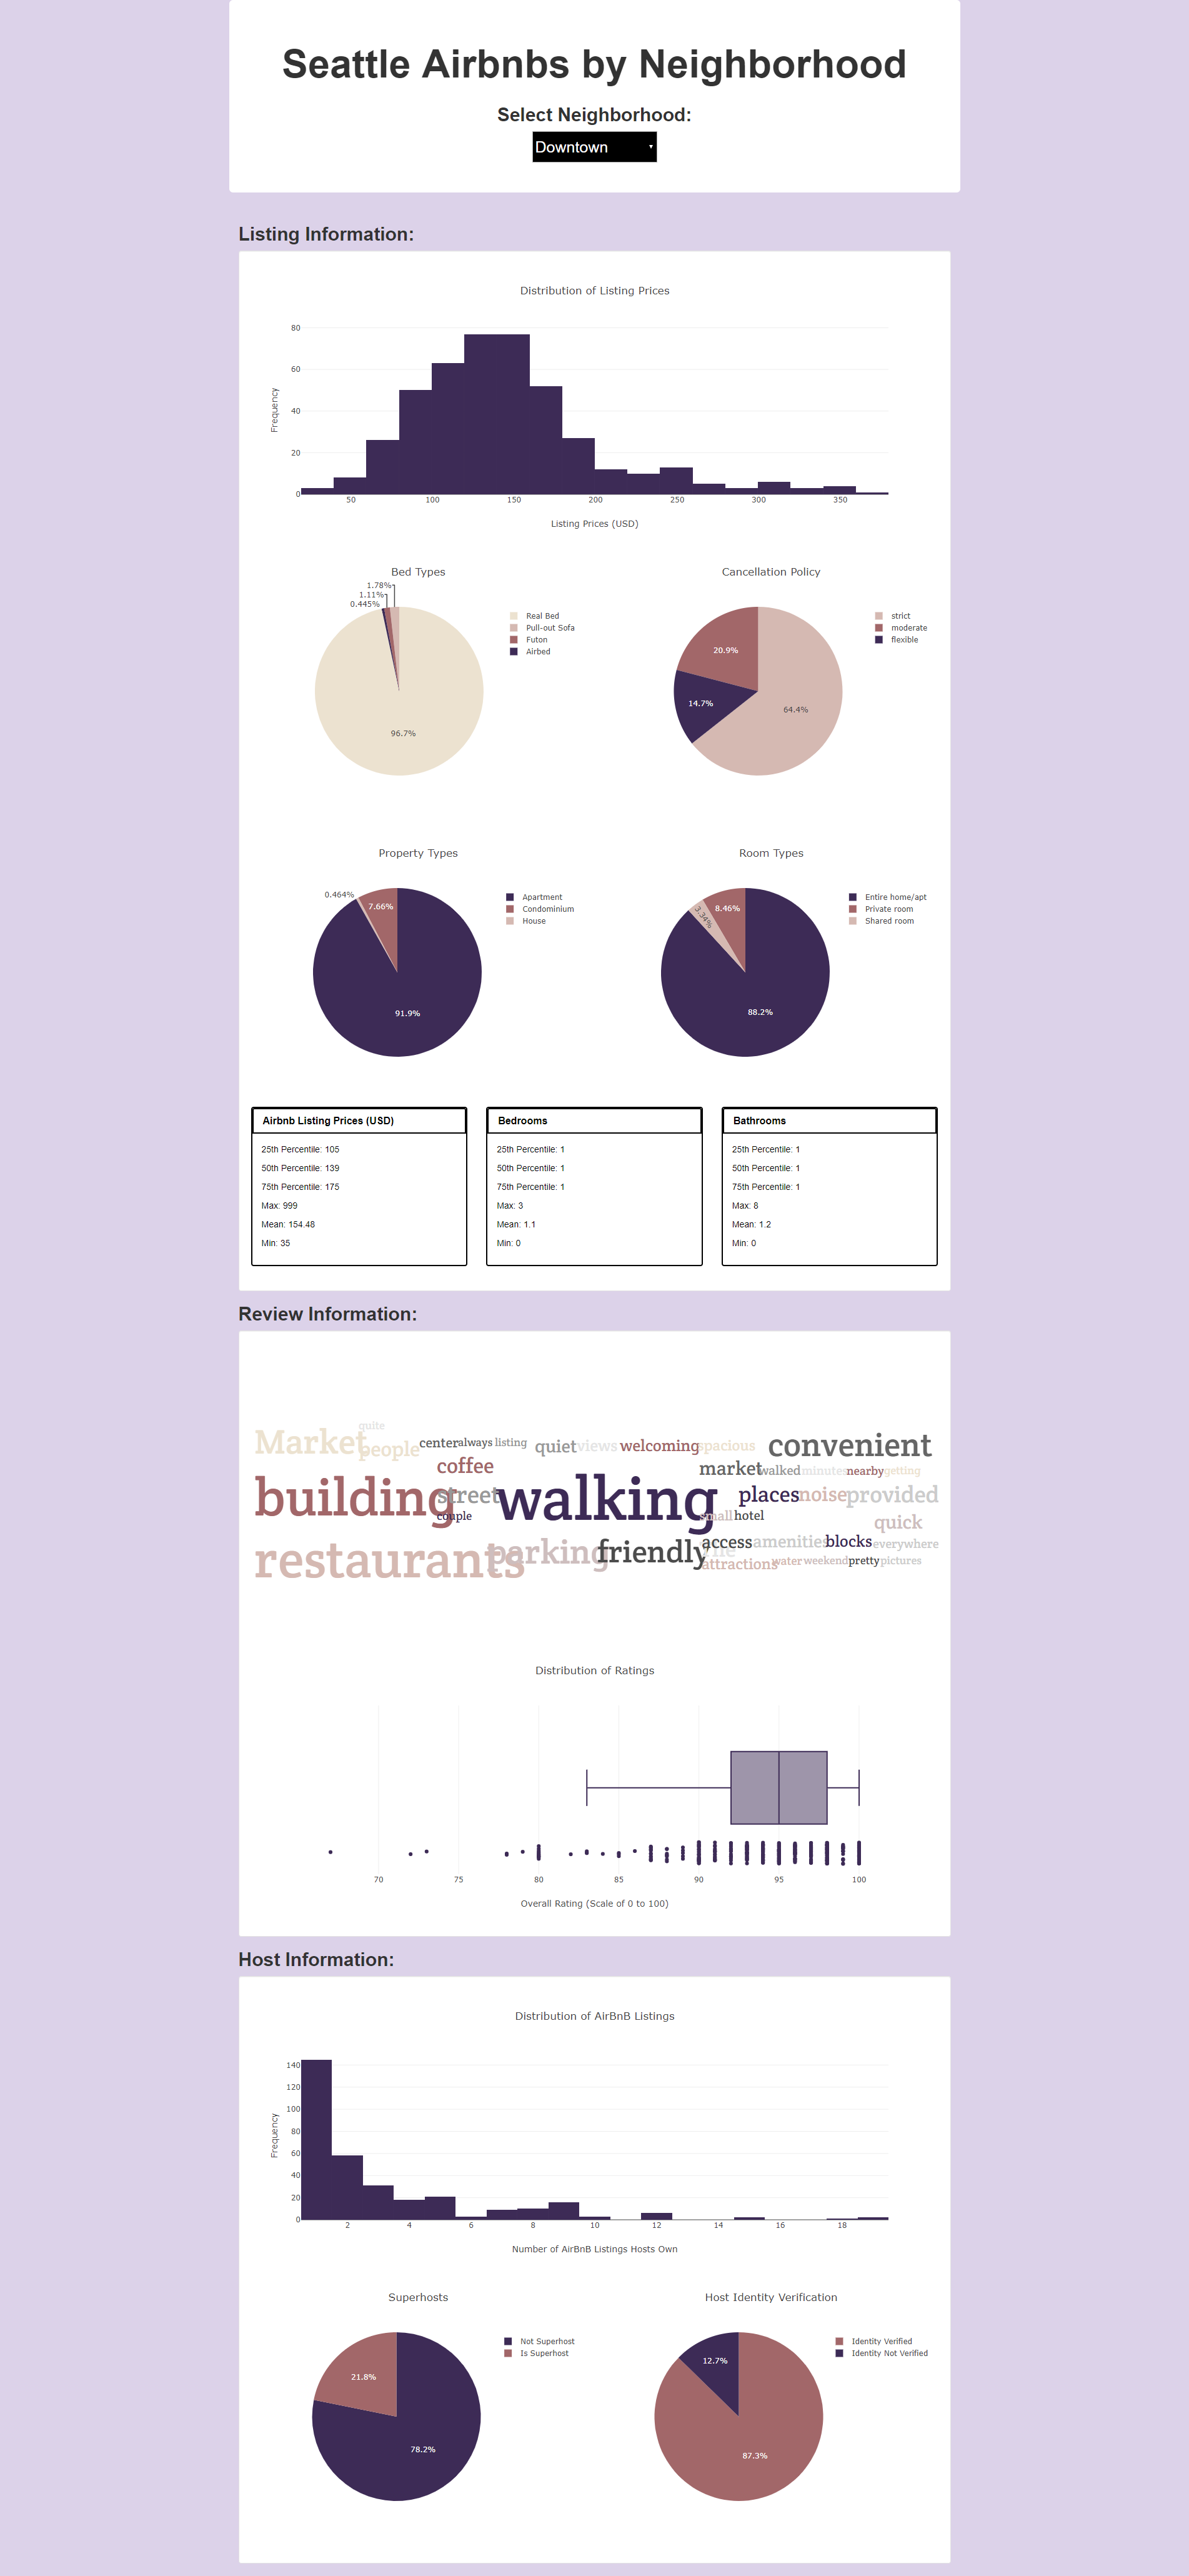 Seattle Airbnbs by Neighborhood
Select Neighborhood:
Downtown
Listing Information:
Distribution of Listing Prices
80
60
40
20
0
Frequency
50 100 150 200 250 300 350
Listing Prices (USD)
Bed Types
1.78%
1.11%
0.445%
96.7%
Real Bed
Pull-out Sofa
Futon
Airbed
Cancellation Policy
20.9%
14.7%
64.4%
strict
moderate
flexible
Property Types
0.464%
7.66%
91.9%
Apartment
Condominium
House
Room Types
3.34%
8.46%
88.2%
Entire home/apt
Private room
Shared room
Airbnb Listing Prices (USD)
25th Percentile: 105
50th Percentile: 139
75th Percentile: 175
Max: 999
Mean: 154.48
Min: 35
Bedrooms
25th Percentile: 1
50th Percentile: 1
75th Percentile: 1
Max: 3
Mean: 1.1
Min: 0
Bathrooms
25th Percentile: 1
50th Percentile: 1
75th Percentile: 1
Max: 8
Mean: 1.2
Min: 0
Review Information:
quite
Market people center always listing quiet views welcoming spacious convenient
coffee market walked minutes nearby getting
building street walking places noise provided
couple small hotel quick
restaurants parking friendly access The amenities blocks everywhere
attractions water weekend pretty pictures
Distribution of Ratings
70 75 80 85 90 95 100
Overall Rating (Scale of 0 to 100)
Host Information:
Distribution of AirBnB Listings
140
120
100
80
60
40
20
0
Frequency
2 4 6 8 10 12 14 16 18
Number of AirBnB Listings Hosts Own
Superhosts
21.8%
78.2%
Not Superhost
Is Superhost
Host Identity Verification
12.7%
87.3%
Identity Verified
Identity Not Verified